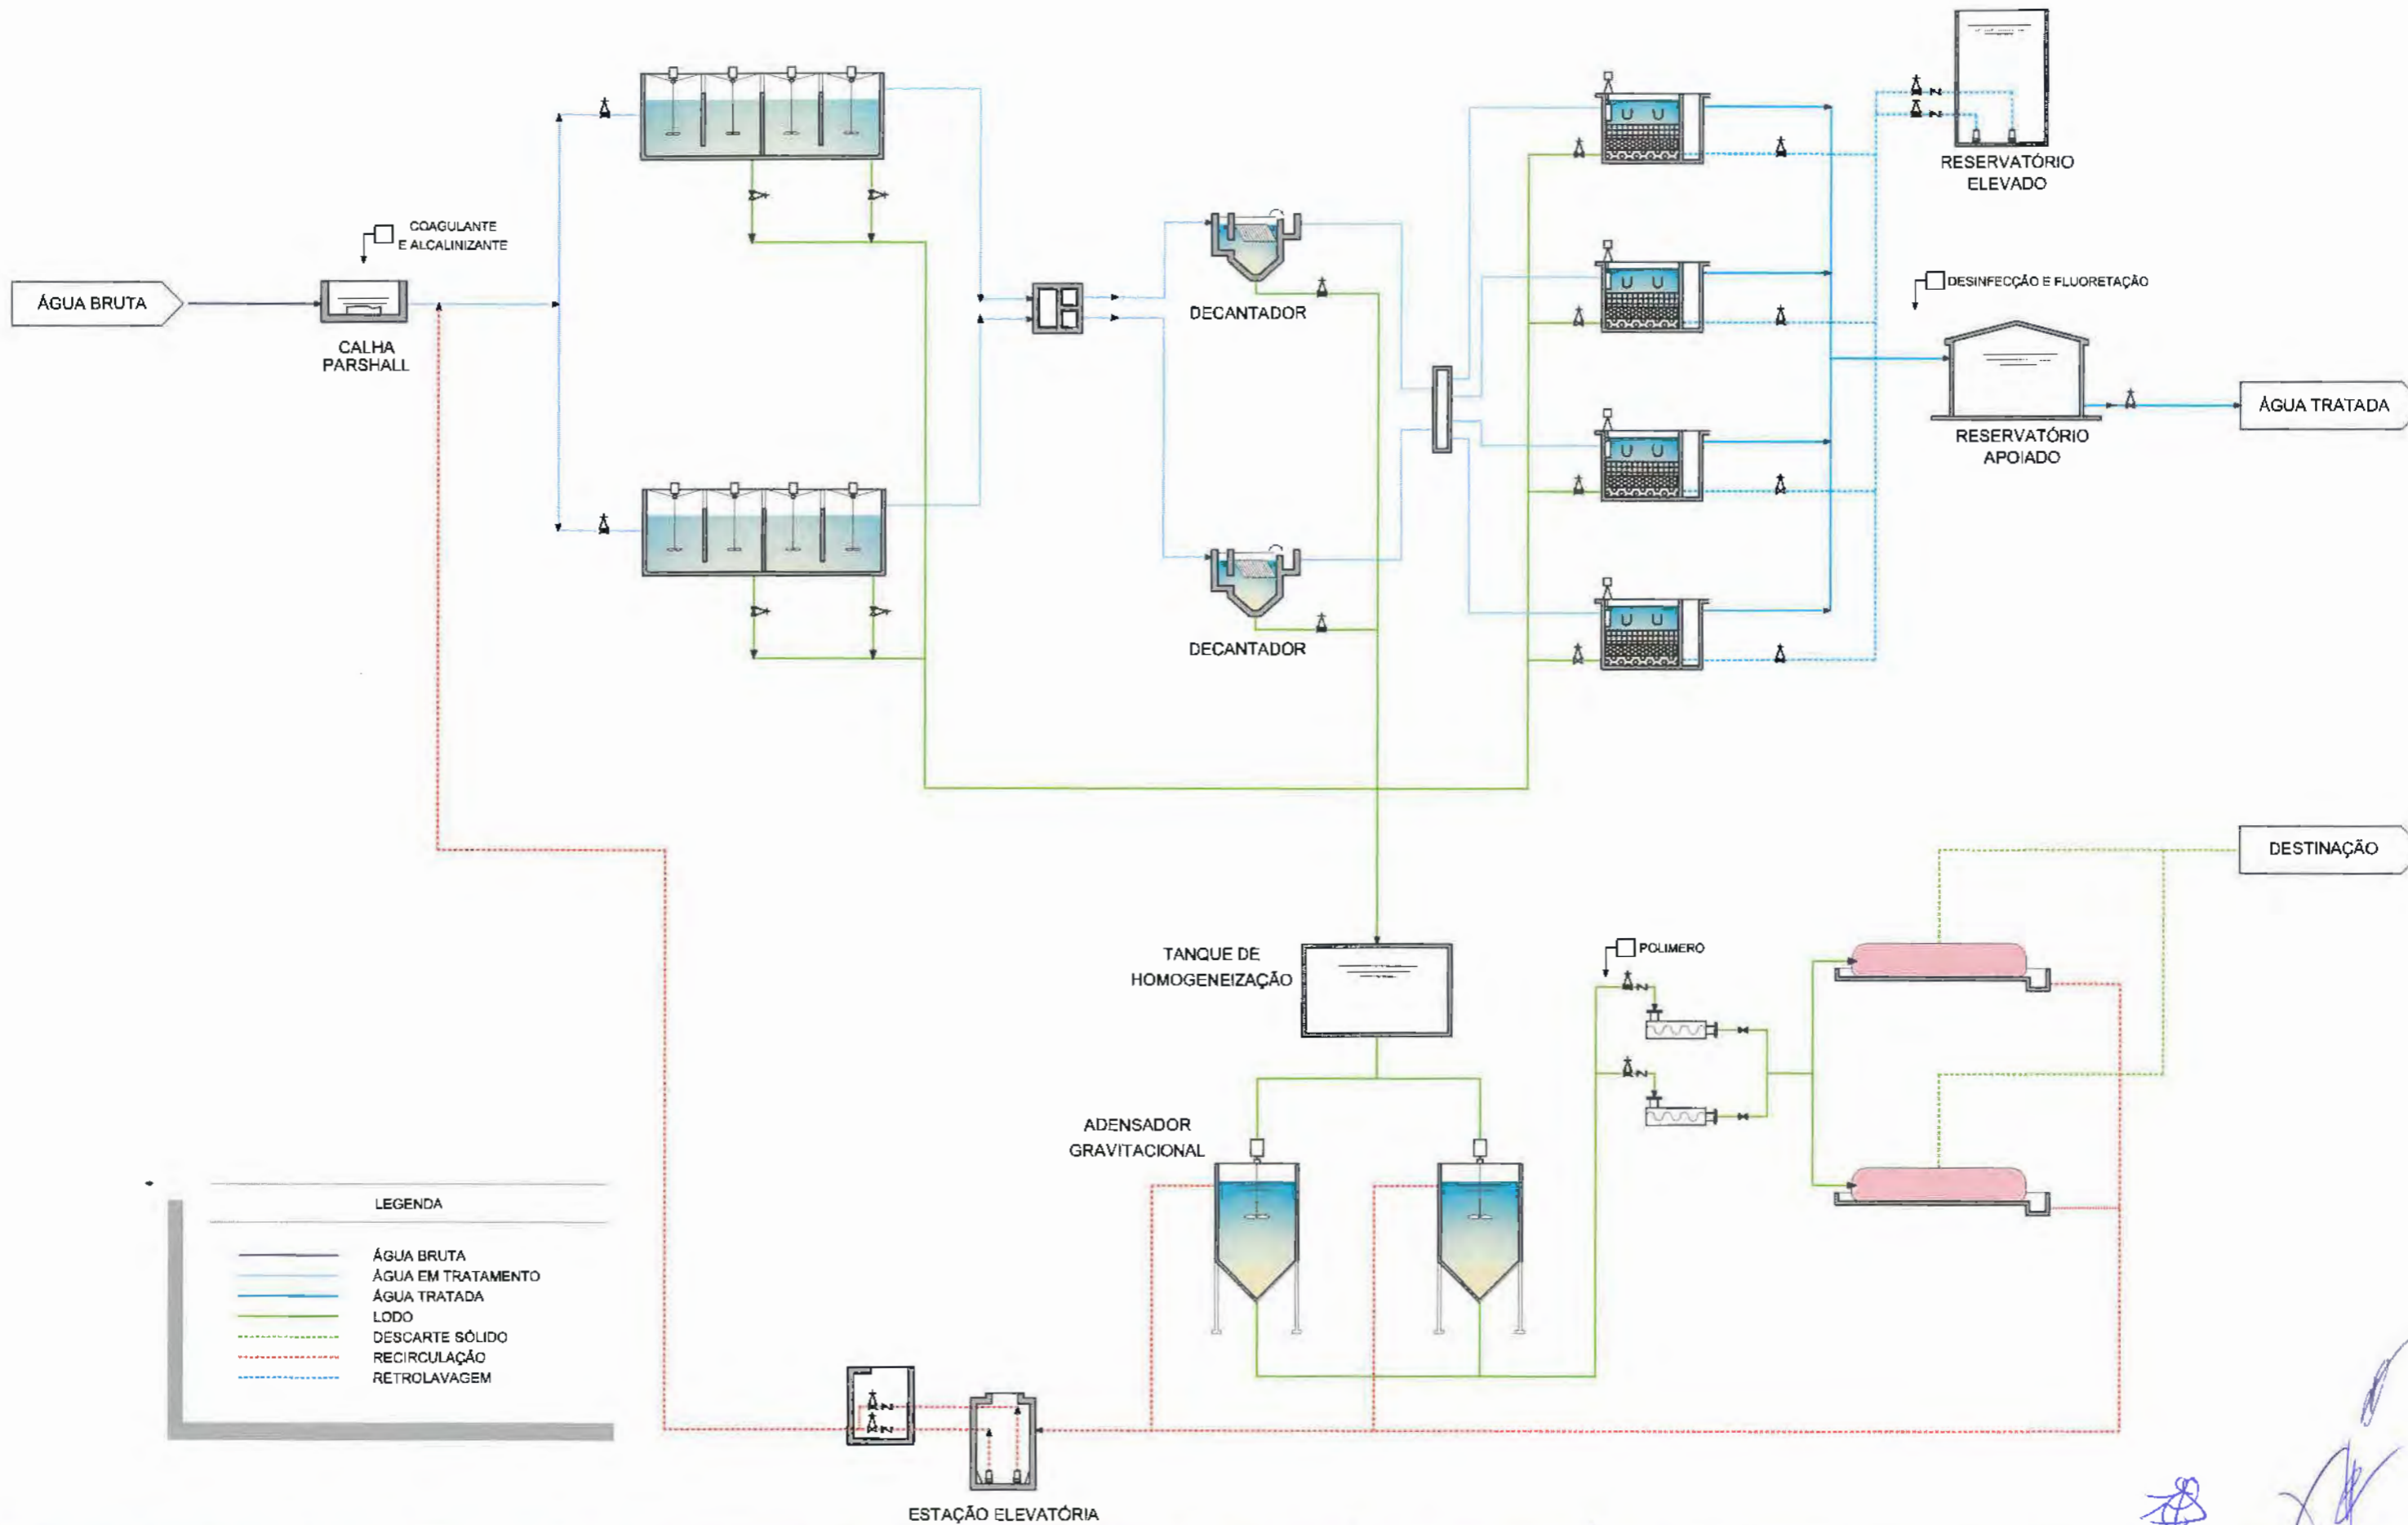 RESERVATÓRIO
ELEVADO
COAGULANTE
E ALCALINIZANTE
ÁGUA BRUTA
CALHA
PARSHALL
DECANTADOR
DESINFECÇÃO E FLUORETAÇÃO
RESERVATÓRIO
APOIADO
ÁGUA TRATADA
DECANTADOR
DESTINAÇÃO
TANQUE DE
HOMOGENEIZAÇÃO
POLIMERO
ADENSADOR
GRAVITACIONAL
LEGENDA
ÁGUA BRUTA
ÁGUA EM TRATAMENTO
ÁGUA TRATADA
LODO
DESCARTE SÓLIDO
RECIRCULAÇÃO
RETROLAVAGEM
ESTAÇÃO ELEVATÓRIA